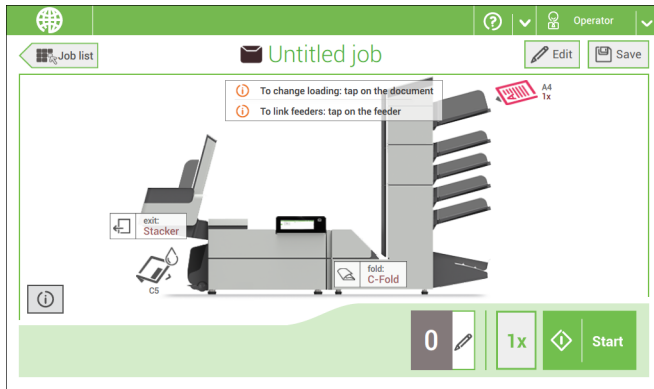 Operator
Job list
Untitled job
Edit
Save
To change loading: tap on the document
To link feeders: tap on the feeder
A4
1x
exit:
Stacker
C5
fold:
C-Fold
0
1x
Start